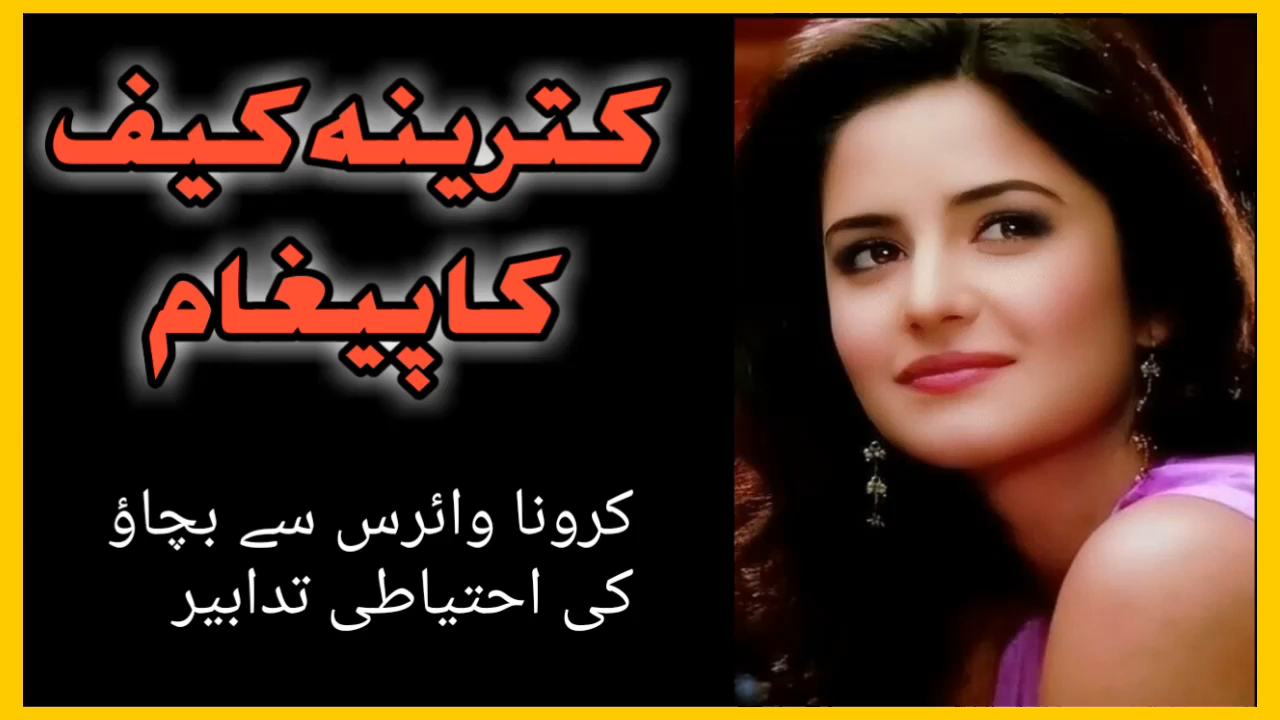 کترینہ کیف
کا پیغام
کرونا وائرس سے بچاؤ
کی احتیاطی تدابیر